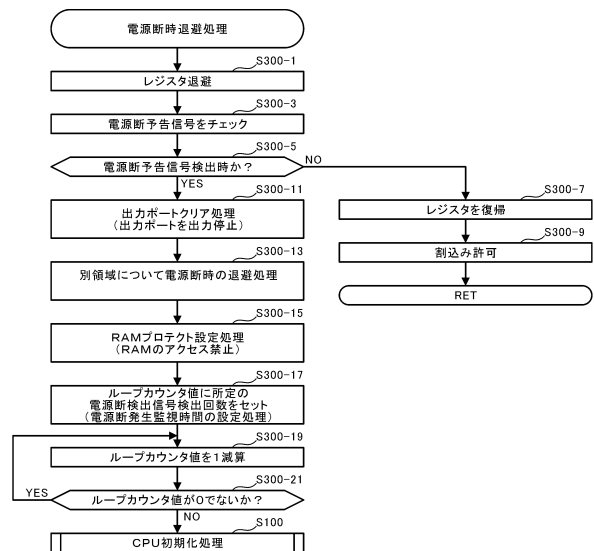 電源断時退避処理
S300-1
レジスタ退避
S300-3
電源断予告信号をチェック
S300-5
電源断予告信号検出時か?
NO
YES
S300-7
レジスタを復帰
S300-9
割込み許可
RET
S300-11
出力ポートクリア処理
(出力ポートを出力停止)
S300-13
別領域について電源断時の退避処理
S300-15
RAMプロテクト設定処理
(RAMのアクセス禁止)
S300-17
ループカウンタ値に所定の
電源断検出信号検出回数をセット
(電源断発生監視時間の設定処理)
S300-19
ループカウンタ値を1減算
S300-21
YES
ループカウンタ値が0でないか?
NO
S100
CPU初期化処理